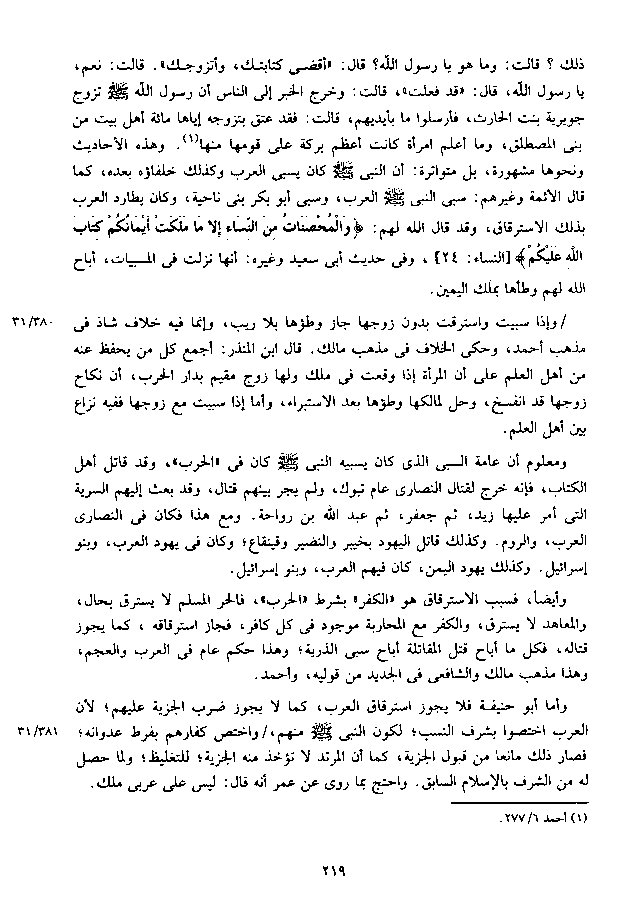 ذلك ؟ قالت: وما هو يا رسول الله؟ قال: «أقضى كتابتك، وأتزوجك». قالت: نعم،
يا رسول الله، قال: «قد فعلت»، قالت: وخرج الخبر إلى الناس أن رسول الله ﷺ تزوج
جويرية بنت الحارث، فأرسلوا ما بأيديهم، قالت: فقد عتق بتزوجه إياها مائة أهل بيت من
بنى المصطلق، وما أعلم امرأة كانت أعظم بركة على قومها منها(١). وهذه الأحاديث
ونحوها مشهورة، بل متواترة: أن النبى ﷺ كان يسبى العرب وكذلك خلفاؤه بعده، كما
قال الأئمة وغيرهم: سبى النبى ﷺ العرب، وسبى أبو بكر بنى ناحية، وكان يطارد العرب
بذلك الاسترقاق، وقد قال الله لهم: ﴿وَالْمُحْصَنَاتُ مِنَ النِّسَاءِ إِلا مَا مَلَكَتْ أَيْمَانُكُمْ كِتَابَ
اللَّهِ عَلَيْكُمْ﴾ [النساء: ٢٤] ، وفى حديث أبى سعيد وغيره: أنها نزلت فى المسبيات، أباح
الله لهم وطأها بملك اليمين.
٣١/٣٨٠ / وإذا سبيت واسترقت بدون زوجها جاز وطؤها بلا ريب، وإنما فيه خلاف شاذ فى
مذهب أحمد، وحكى الخلاف فى مذهب مالك. قال ابن المنذر: أجمع كل من يحفظ عنه
من أهل العلم على أن المرأة إذا وقعت فى ملك ولها زوج مقيم بدار الحرب، أن نكاح
زوجها قد انفسخ، وحل لمالكها وطؤها بعد الاستبراء، وأما إذا سبيت مع زوجها ففيه نزاع
بين أهل العلم.
ومعلوم أن عامة السبى الذى كان يسبيه النبى ﷺ كان فى «الحرب»، وقد قاتل أهل
الكتاب، فإنه خرج لقتال النصارى عام تبوك، ولم يجر بينهم قتال، وقد بعث إليهم السرية
التى أمر عليها زيد، ثم جعفر، ثم عبد الله بن رواحة. ومع هذا فكان فى النصارى
العرب، والروم. وكذلك قاتل اليهود بخيبر والنضير وقينقاع؛ وكان فى يهود العرب، وبنو
إسرائيل. وكذلك يهود اليمن، كان فيهم العرب، وبنو إسرائيل.
وأيضاً، فسبب الاسترقاق هو «الكفر» بشرط «الحرب»، فالحر المسلم لا يسترق بحال،
والمعاهد لا يسترق، والكفر مع المحاربة موجود فى كل كافر، فجاز استرقاقه ، كما يجوز
قتاله، فكل ما أباح قتل المقاتلة أباح سبى الذرية؛ وهذا حكم عام فى العرب والعجم،
وهذا مذهب مالك والشافعى فى الجديد من قوليه، وأحمد.
وأما أبو حنيفة فلا يجوز استرقاق العرب، كما لا يجوز ضرب الجزية عليهم؛ لأن
٣١/٣٨١ العرب اختصوا بشرف النسب؛ لكون النبى ﷺ منهم،/واختص كفارهم بفرط عدوانه؛
فصار ذلك مانعا من قبول الجزية، كما أن المرتد لا تؤخذ منه الجزية؛ للتغليظ؛ ولما حصل
له من الشرف بالإسلام السابق. واحتج بما روى عن عمر أنه قال: ليس على عربى ملك.
(١) أحمد ٢٧٧/٦.
٢١٩